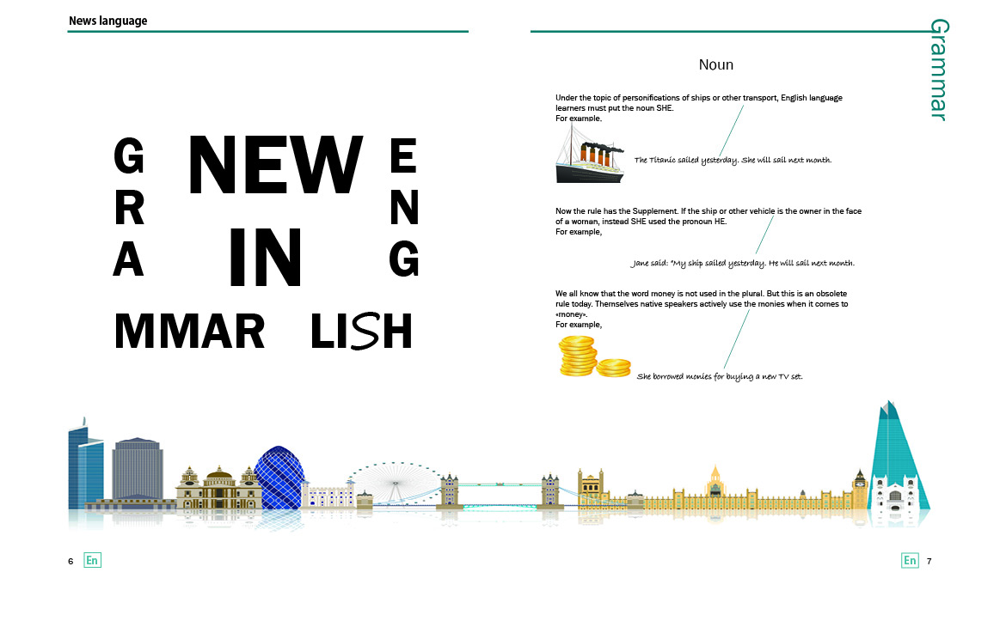 News language
G
R
A
MMAR
NEW
IN
E
N
G
LISH
6 En
Grammar
Noun
Under the topic of personifications of ships or other transport, English language
learners must put the noun SHE.
For example,
The Titanic sailed yesterday. She will sail next month.
Now the rule has the Supplement. If the ship or other vehicle is the owner in the face
of a woman, instead SHE used the pronoun HE.
For example,
Jane said: "My ship sailed yesterday. He will sail next month.
We all know that the word money is not used in the plural. But this is an obsolete
rule today. Themselves native speakers actively use the monies when it comes to
«money».
For example,
She borrowed monies for buying a new TV set.
En 7